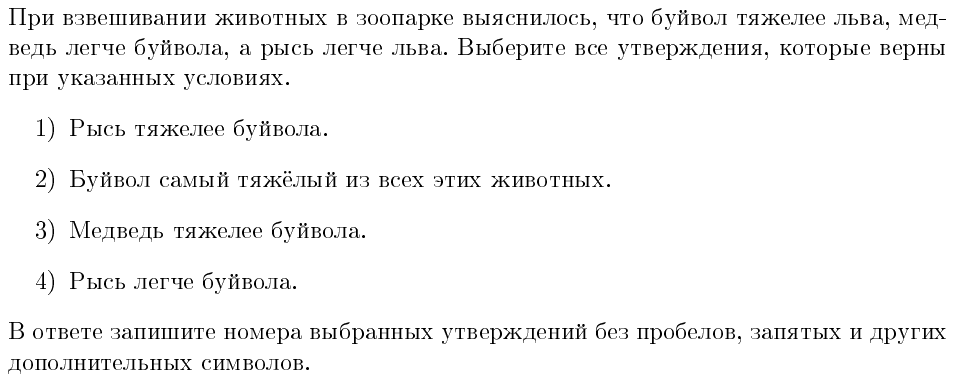 При взвешивании животных в зоопарке выяснилось, что буйвол тяжелее льва, мед-
ведь легче буйвола, а рысь легче льва. Выберите все утверждения, которые верны
при указанных условиях.
1) Рысь тяжелее буйвола.
2) Буйвол самый тяжёлый из всех этих животных.
3) Медведь тяжелее буйвола.
4) Рысь легче буйвола.
В ответе запишите номера выбранных утверждений без пробелов, запятых и других
дополнительных символов.